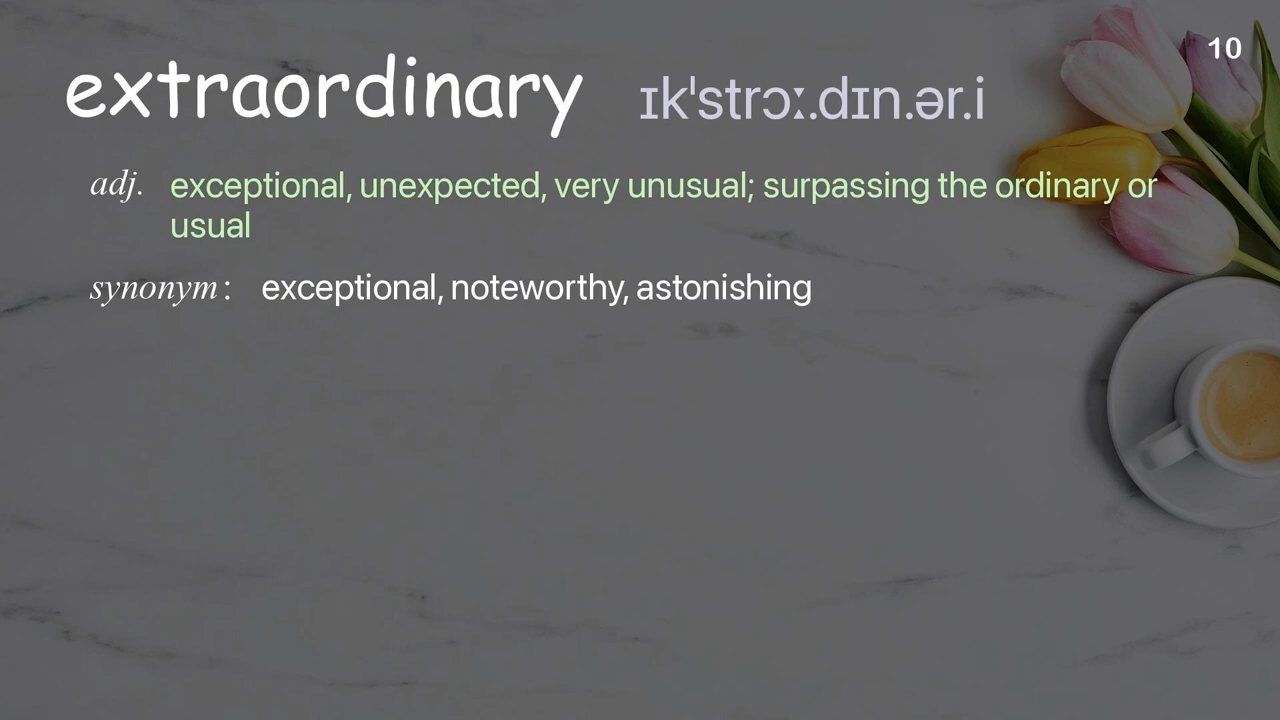 10
extraordinary ɪkˈstrɔː.dɪn.ər.i
adj. exceptional, unexpected, very unusual; surpassing the ordinary or
usual
synonym: exceptional, noteworthy, astonishing